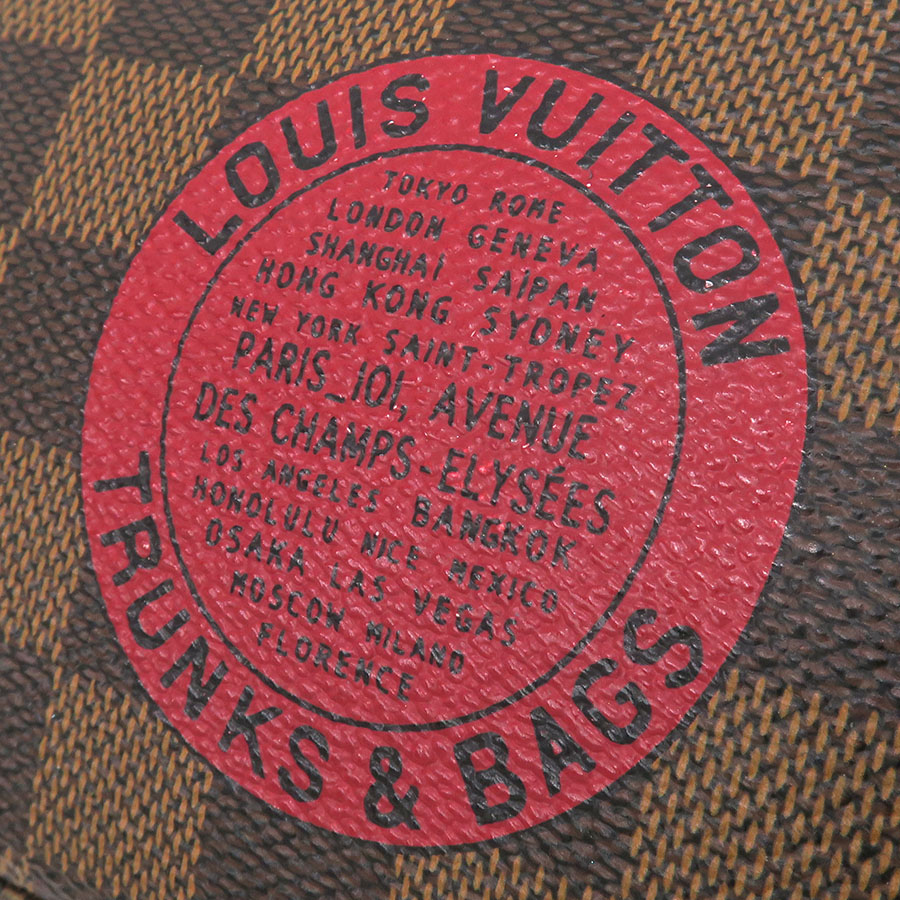 LOUIS VUITTON
TOKYO ROME
LONDON GENEVA
SHANGHAI SAIPAN
HONG KONG SYDNEY
NEW YORK SAINT-TROPEZ
PARIS_101, AVENUE
DES CHAMPS-ELYSÉES
LOS ANGELES BANGKOK
HONOLULU NICE MEXICO
OSAKA LAS VEGAS
MOSCOW MILANO
FLORENCE
TRUNKS & BAGS